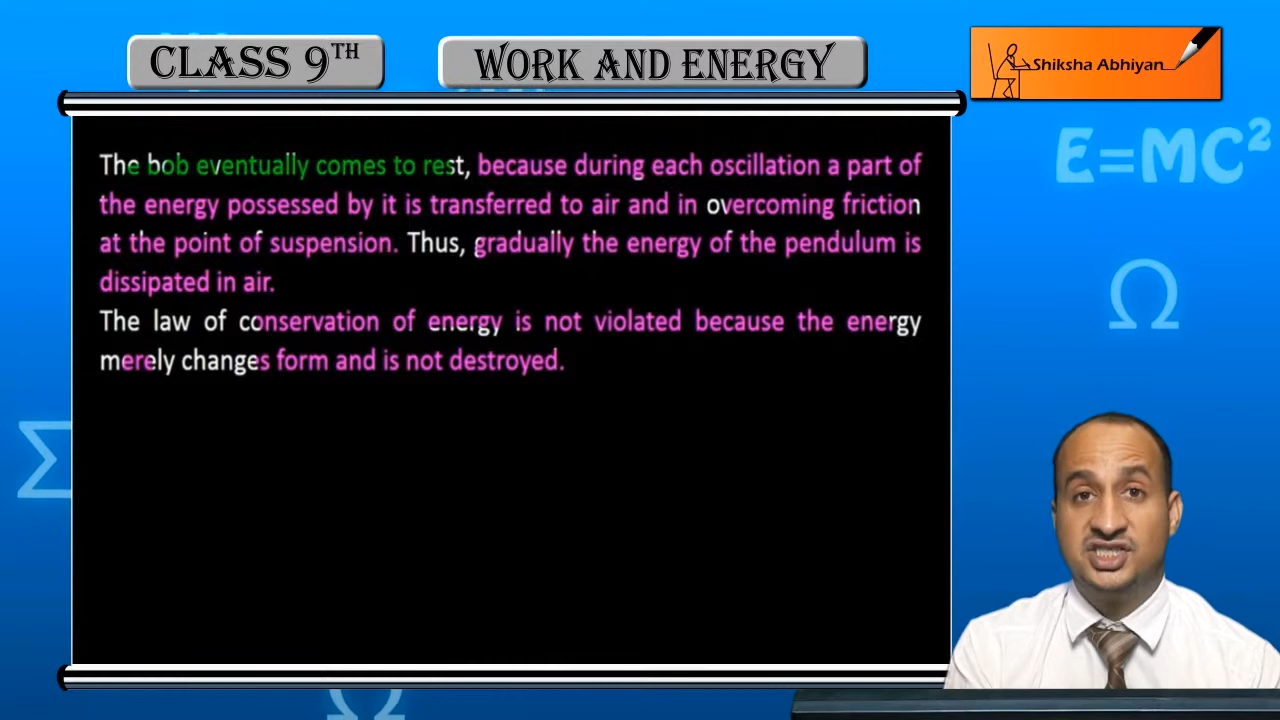 CLASS 9TH
WORK AND ENERGY
Shiksha Abhiyan
The bob eventually comes to rest, because during each oscillation a part of
the energy possessed by it is transferred to air and in overcoming friction
at the point of suspension. Thus, gradually the energy of the pendulum is
dissipated in air.
The law of conservation of energy is not violated because the energy
merely changes form and is not destroyed.
E=MC²
Ω
Σ
Ω